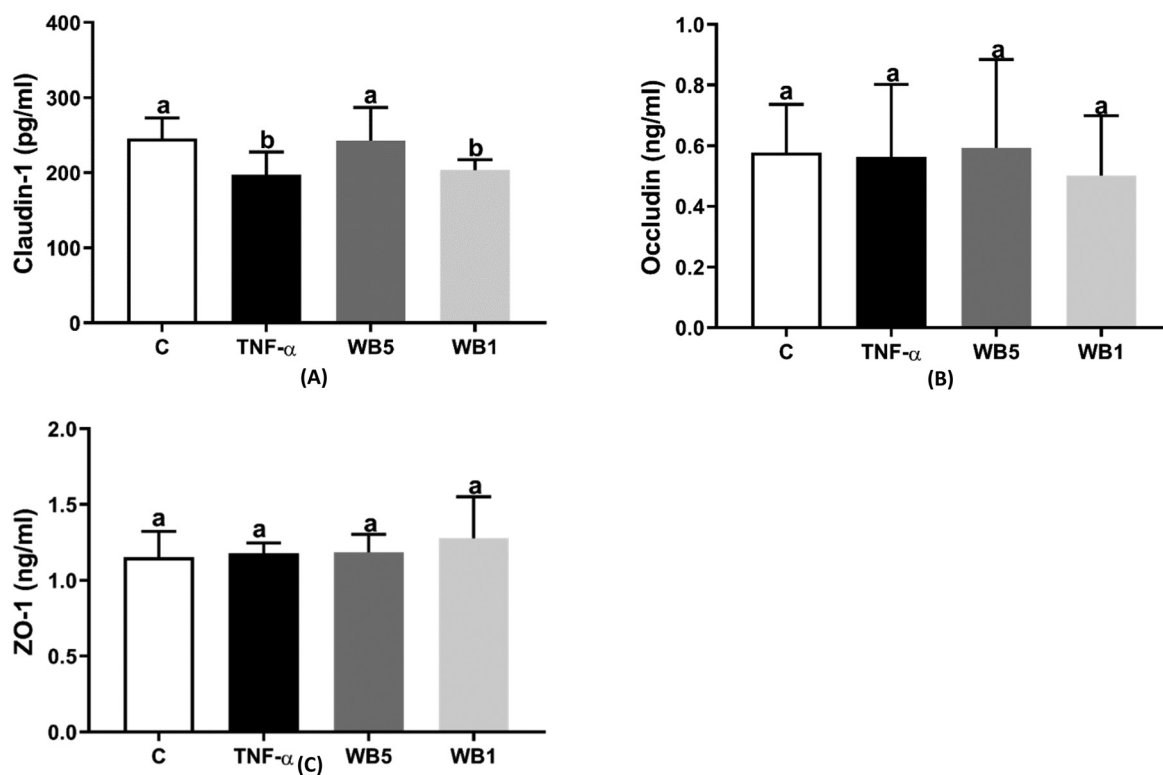 Claudin-1 (pg/ml)
400
300
200
100
0
a
b
a
b
C TNF-α WB5 WB1
(A)
Occludin (ng/ml)
1.0
0.8
0.6
0.4
0.2
0.0
a
a
a
a
C TNF-α WB5 WB1
(B)
ZO-1 (ng/ml)
2.0
1.5
1.0
0.5
0.0
a
a
a
a
C TNF-α WB5 WB1
(C)